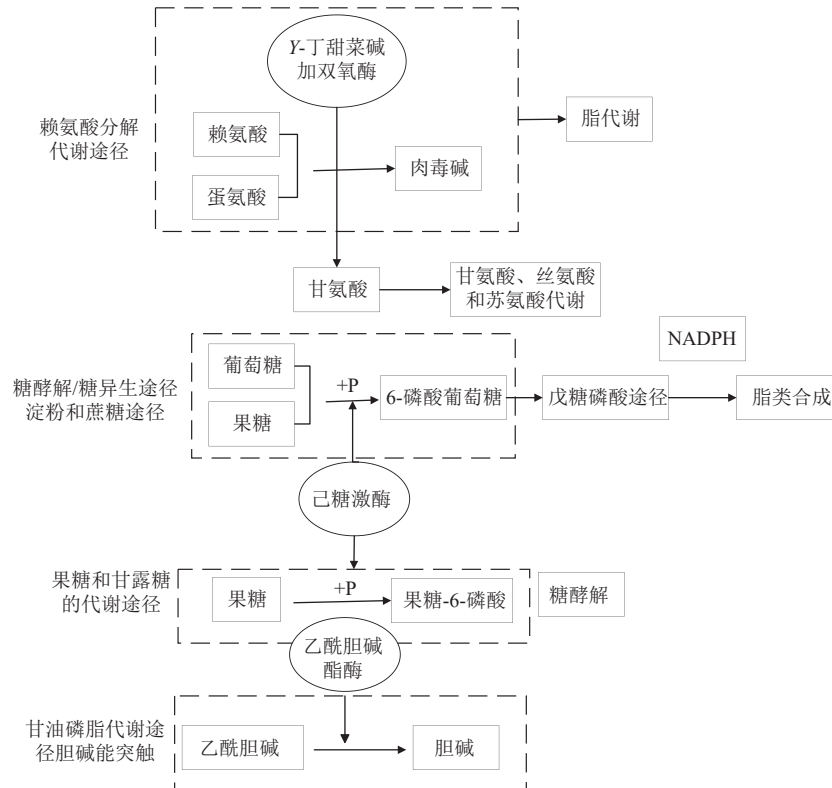 Y-丁甜菜碱
加双氧酶
赖氨酸分解
代谢途径
赖氨酸
蛋氨酸
肉毒碱
脂代谢
甘氨酸
甘氨酸、丝氨酸
和苏氨酸代谢
NADPH
糖酵解/糖异生途径
淀粉和蔗糖途径
葡萄糖
果糖
+P
6-磷酸葡萄糖
戊糖磷酸途径
脂类合成
己糖激酶
果糖和甘露糖
的代谢途径
果糖
+P
果糖-6-磷酸
糖酵解
乙酰胆碱
酯酶
甘油磷脂代谢途
径胆碱能突触
乙酰胆碱
胆碱